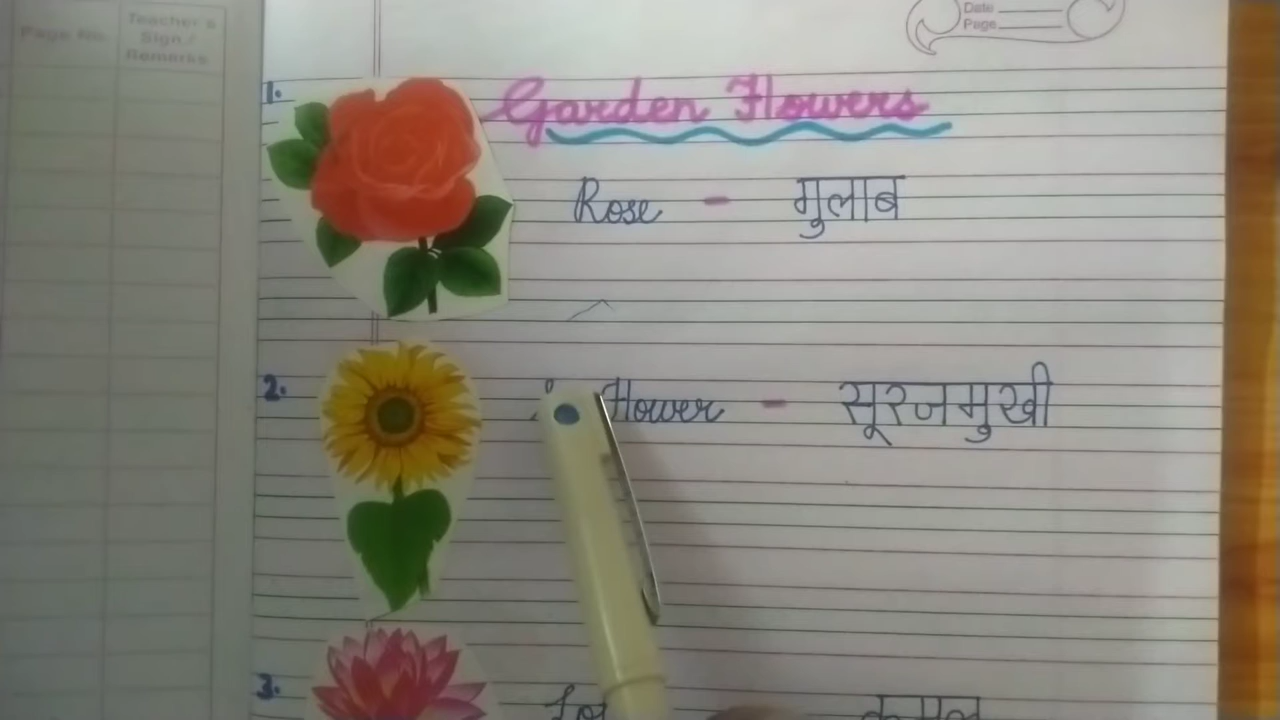 Page No.
Teacher's
Sign./
Remarks
Date
Page
1.
Garden Flowers
Rose - गुलाब
2.
Flower - सूरजमुखी
3.